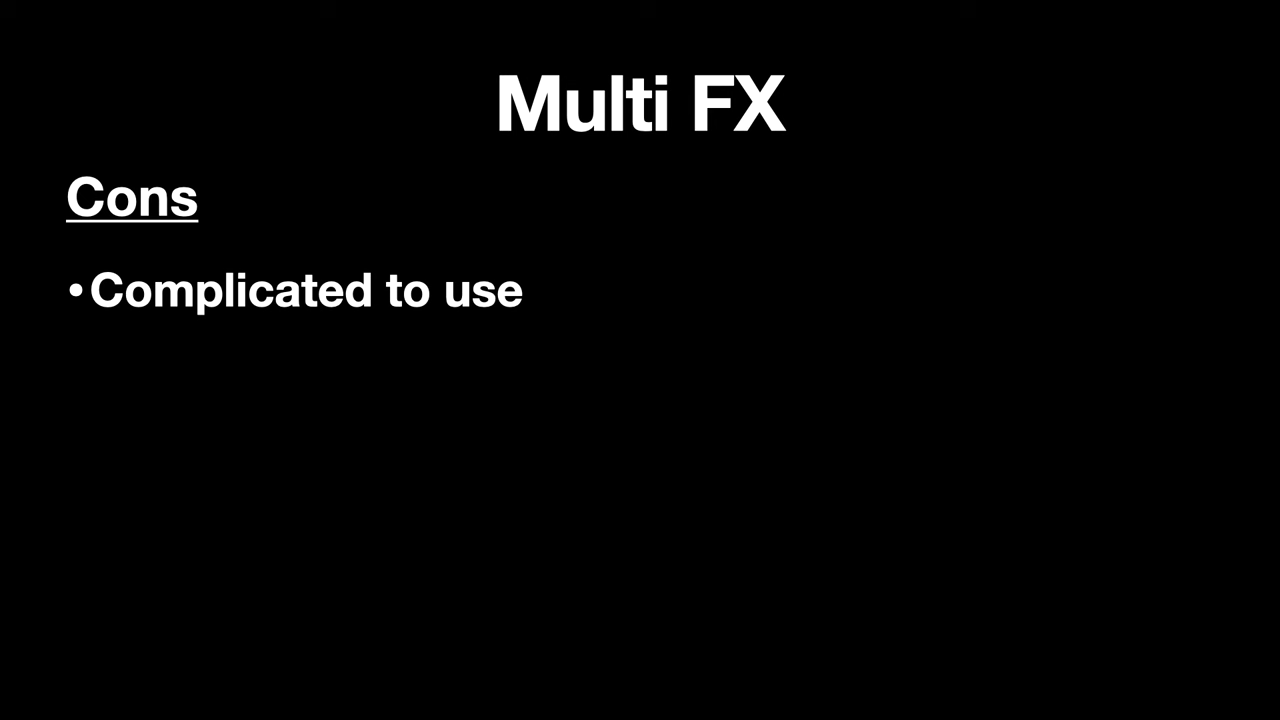 Multi FX
Cons
•Complicated to use